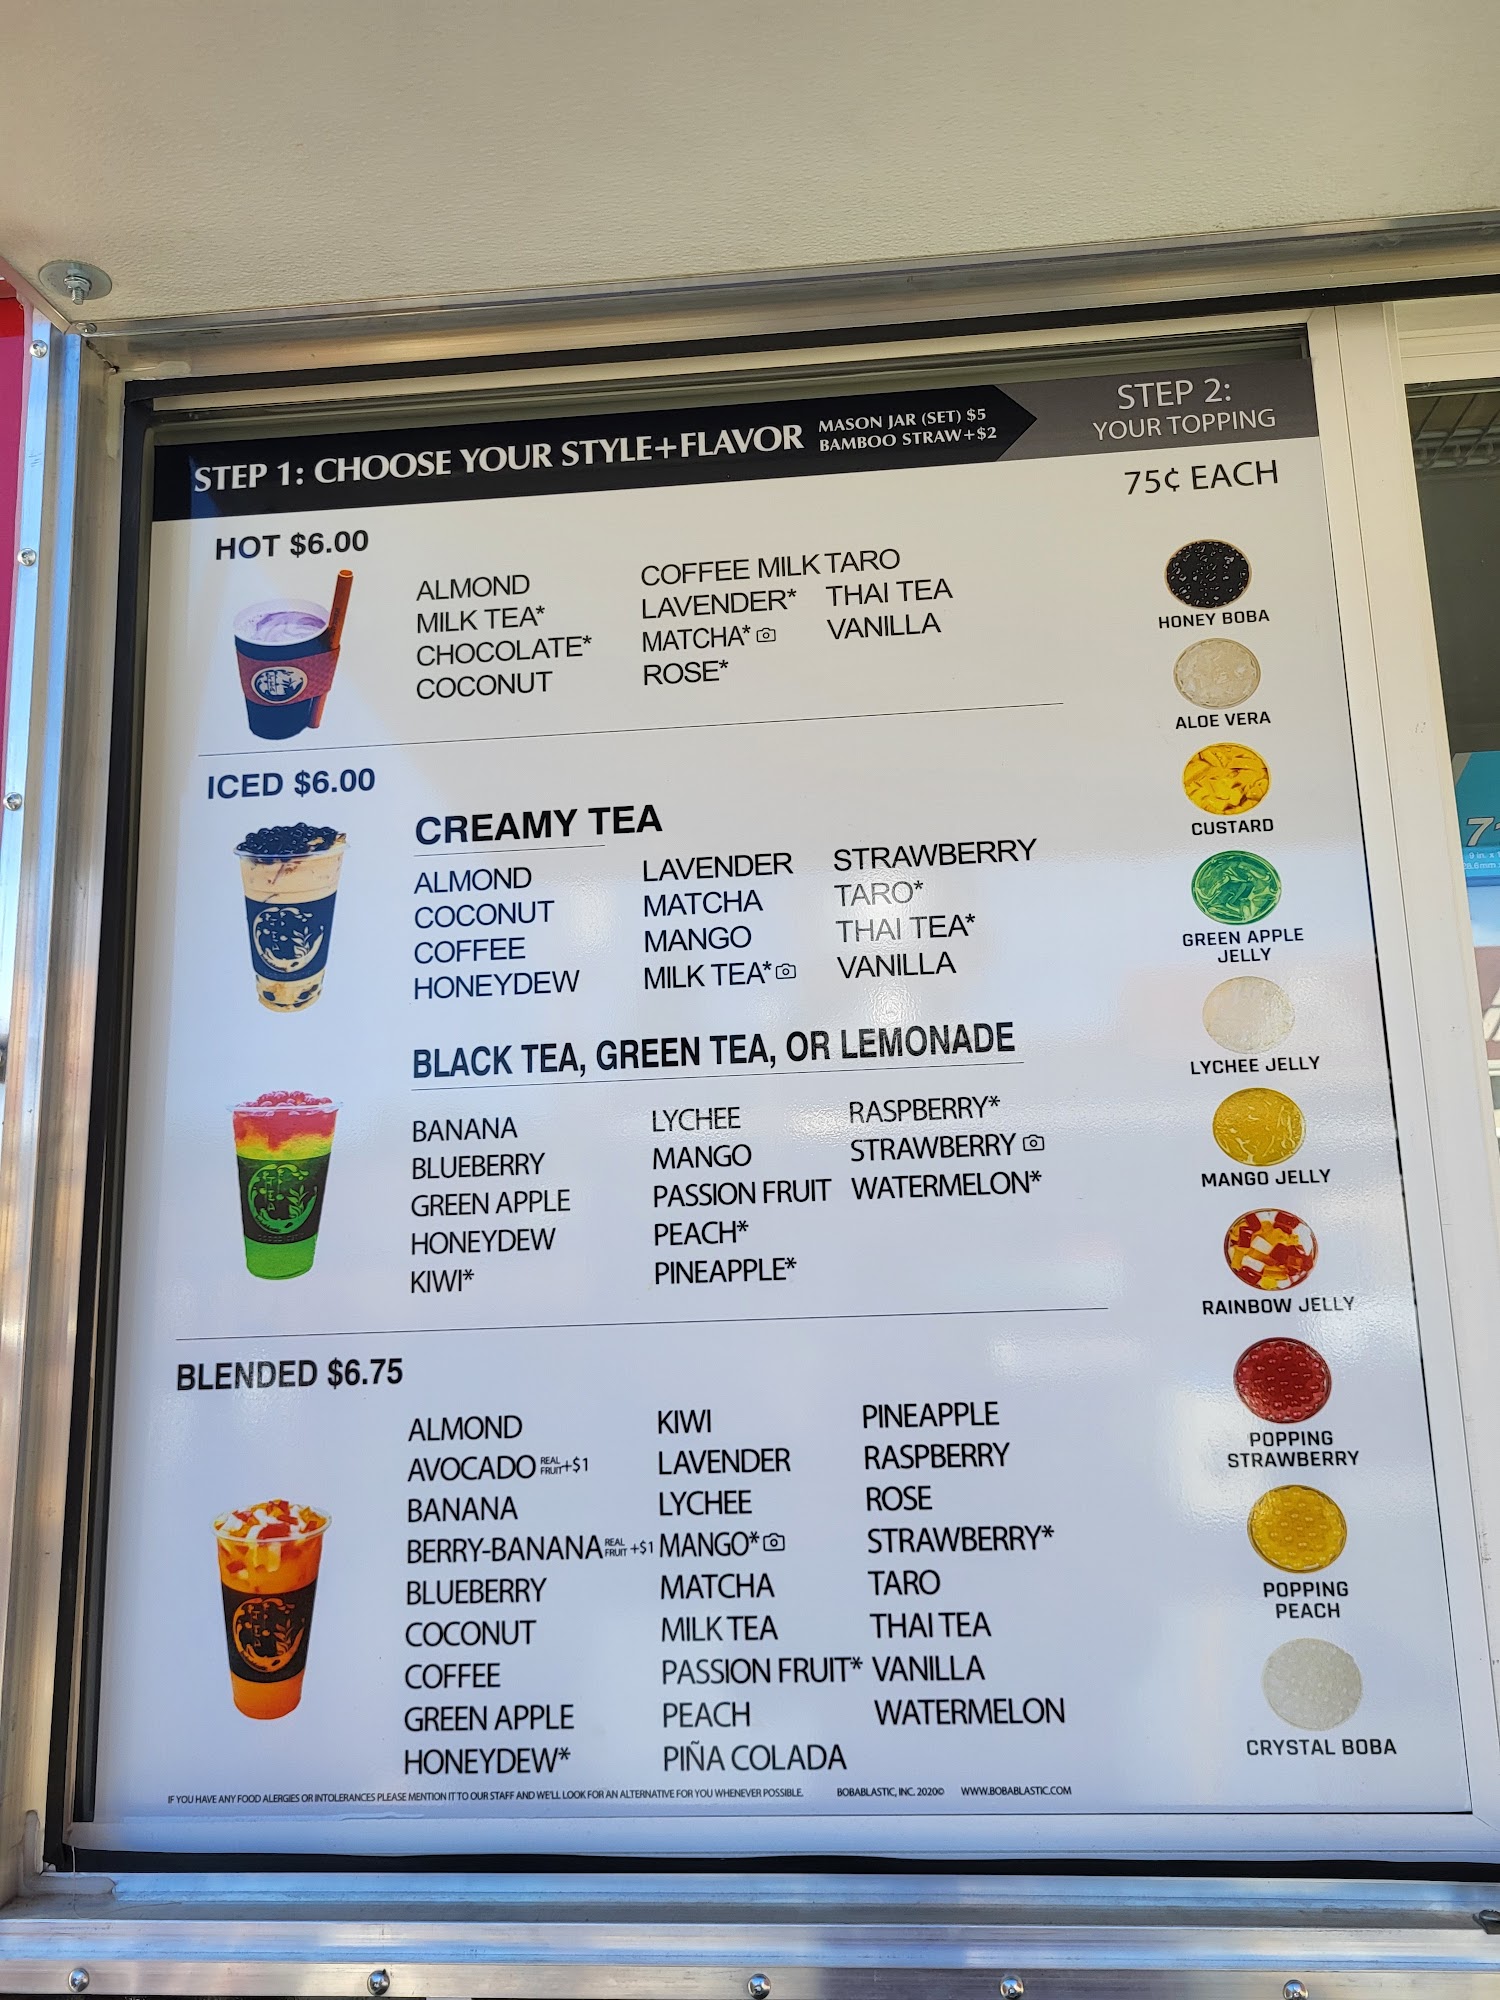 STEP 1: CHOOSE YOUR STYLE+FLAVOR
MASON JAR (SET) $5
BAMBOO STRAW+$2
STEP 2:
YOUR TOPPING
75¢ EACH
HOT $6.00
ALMOND
MILK TEA*
CHOCOLATE*
COCONUT
COFFEE MILK
LAVENDER*
MATCHA*
ROSE*
TARO
THAI TEA
VANILLA
ICED $6.00
CREAMY TEA
ALMOND
COCONUT
COFFEE
HONEYDEW
LAVENDER
MATCHA
MANGO
MILK TEA*
STRAWBERRY
TARO*
THAI TEA*
VANILLA
BLACK TEA, GREEN TEA, OR LEMONADE
BANANA
BLUEBERRY
GREEN APPLE
HONEYDEW
KIWI*
LYCHEE
MANGO
PASSION FRUIT
PEACH*
PINEAPPLE*
RASPBERRY*
STRAWBERRY
WATERMELON*
BLENDED $6.75
ALMOND
AVOCADO REAL FRUIT+$1
BANANA
BERRY-BANANA REAL FRUIT +$1
BLUEBERRY
COCONUT
COFFEE
GREEN APPLE
HONEYDEW*
KIWI
LAVENDER
LYCHEE
MANGO*
MATCHA
MILK TEA
PASSION FRUIT*
PEACH
PIÑA COLADA
PINEAPPLE
RASPBERRY
ROSE
STRAWBERRY*
TARO
THAI TEA
VANILLA
WATERMELON
HONEY BOBA
ALOE VERA
CUSTARD
GREEN APPLE
JELLY
LYCHEE JELLY
MANGO JELLY
RAINBOW JELLY
POPPING
STRAWBERRY
POPPING
PEACH
CRYSTAL BOBA
IF YOU HAVE ANY FOOD ALERGIES OR INTOLERANCES PLEASE MENTION IT TO OUR STAFF AND WE'LL LOOK FOR AN ALTERNATIVE FOR YOU WHENEVER POSSIBLE.
BOBABLASTIC, INC. 2020© WWW.BOBABLASTIC.COM